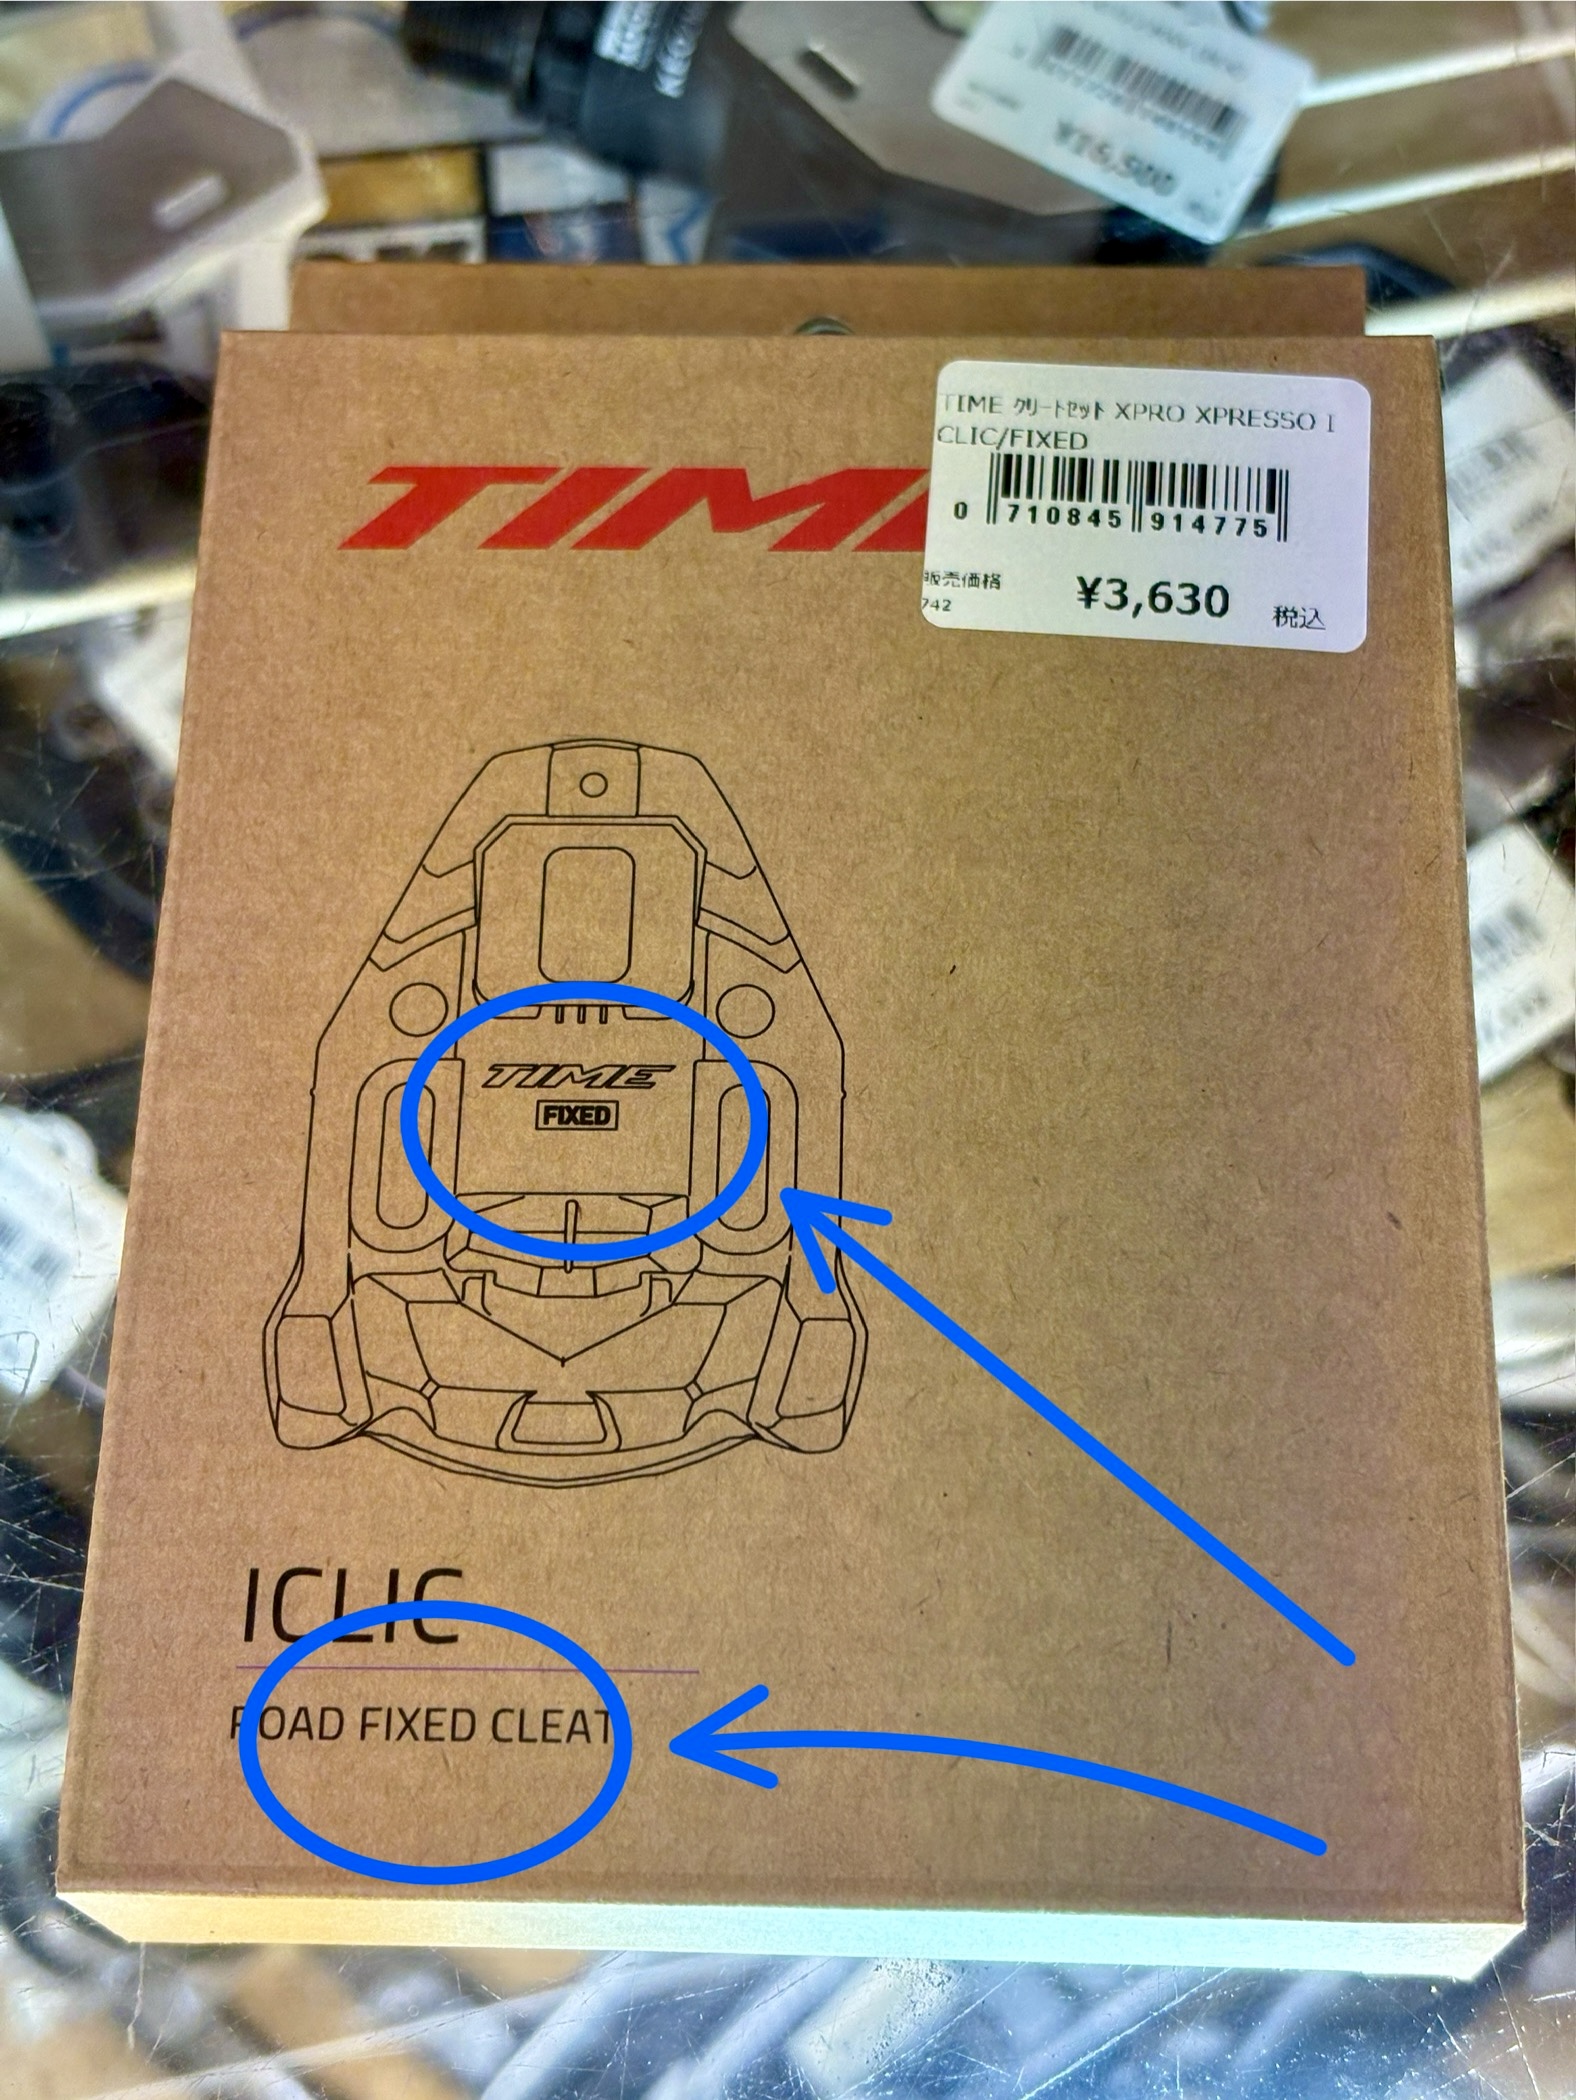 ¥16,500
TIME クリートセット XPRO XPRESSO I
CLIC/FIXED
0 710845 914775
販売価格
742
¥3,630 税込
TIM
TIME
FIXED
ICLIC
ROAD FIXED CLEAT